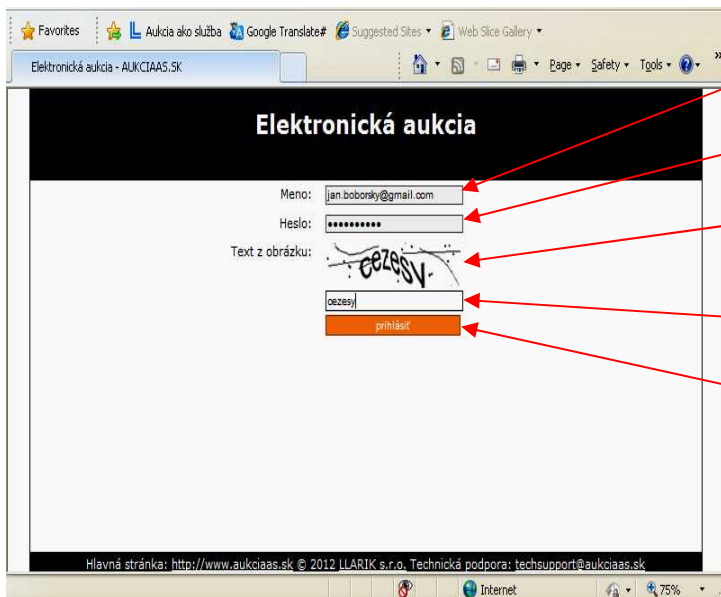 Favorites Aukcia ako služba Google Translate# Suggested Sites Web Slice Gallery
Elektronická aukcia - AUKCIAAS.SK Page Safety Tools
Elektronická aukcia
Meno: jan.boborsky@gmail.com
Heslo: ••••••••••
Text z obrázku: cezesy
cezesy
prihlásiť
Hlavná stránka: http://www.aukciaas.sk © 2012 LLARIK s.r.o. Technická podpora: techsupport@aukciaas.sk
Internet 75%